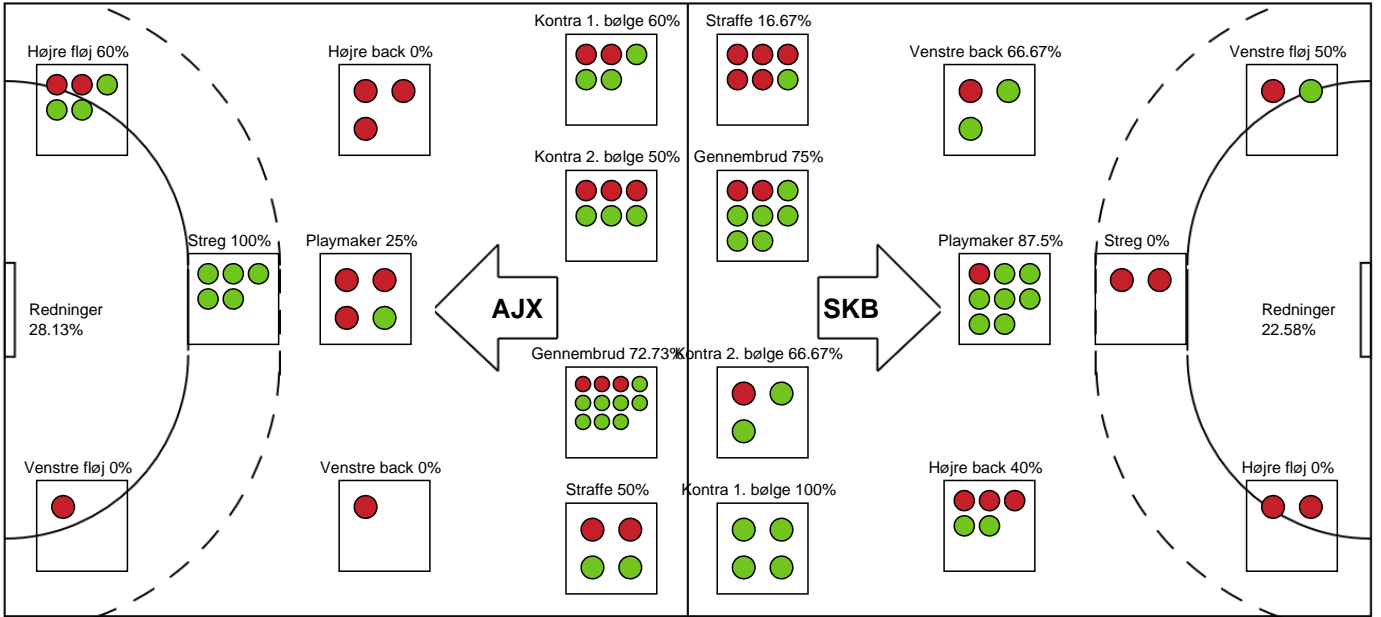 Kontra 1. bølge 60%
Straffe 16.67%
Højre fløj 60%
Højre back 0%
Venstre back 66.67%
Venstre fløj 50%
Kontra 2. bølge 50%
Gennembrud 75%
Streg 100%
Playmaker 25%
Playmaker 87.5%
Streg 0%
AJX
SKB
Redninger
28.13%
Redninger
22.58%
Gennembrud 72.73%
Kontra 2. bølge 66.67%
Venstre fløj 0%
Venstre back 0%
Højre back 40%
Højre fløj 0%
Straffe 50%
Kontra 1. bølge 100%